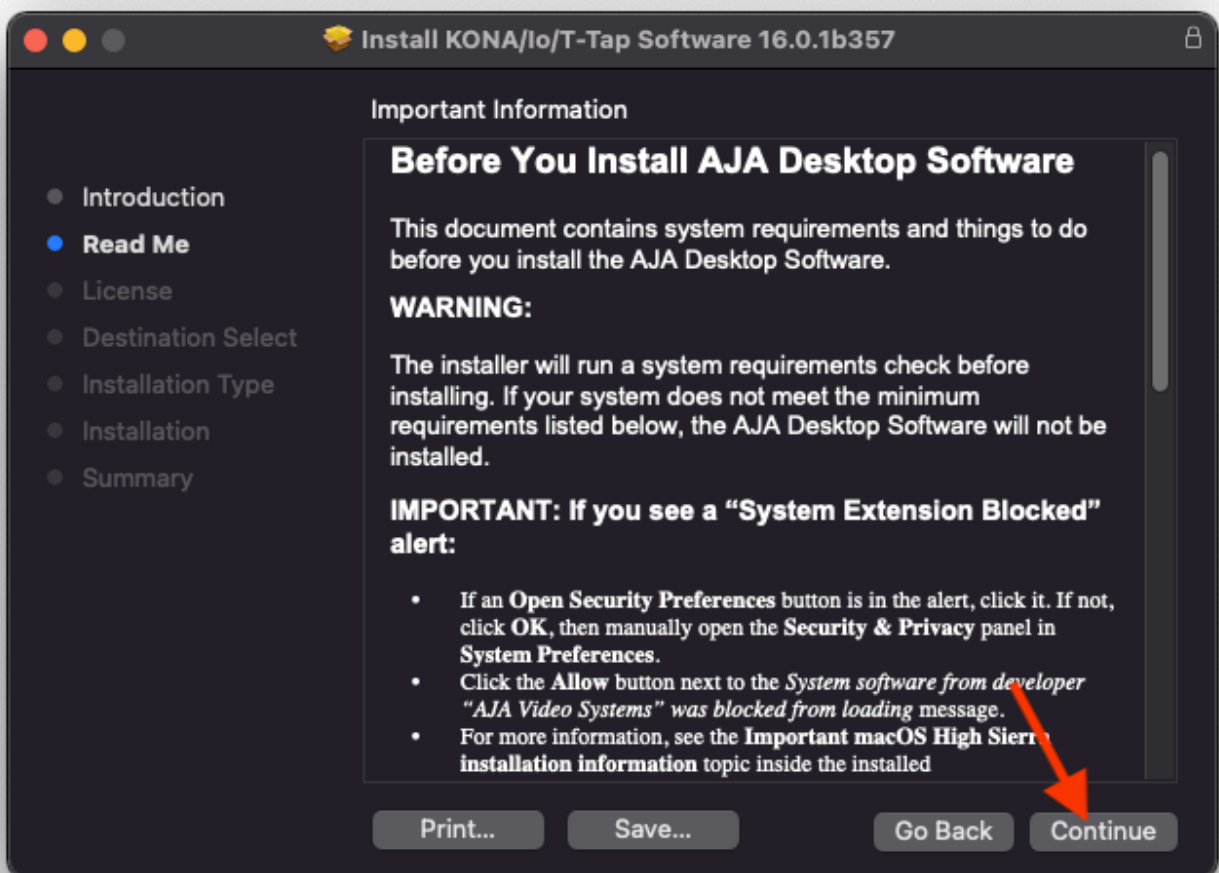 Install KONA/Io/T-Tap Software 16.0.1b357
Important Information
Introduction
Read Me
License
Destination Select
Installation Type
Installation
Summary
Before You Install AJA Desktop Software
This document contains system requirements and things to do
before you install the AJA Desktop Software.
WARNING:
The installer will run a system requirements check before
installing. If your system does not meet the minimum
requirements listed below, the AJA Desktop Software will not be
installed.
IMPORTANT: If you see a “System Extension Blocked”
alert:
• If an Open Security Preferences button is in the alert, click it. If not,
click OK, then manually open the Security & Privacy panel in
System Preferences.
• Click the Allow button next to the System software from developer
“AJA Video Systems” was blocked from loading message.
• For more information, see the Important macOS High Sierra
installation information topic inside the installed
Print...
Save...
Go Back
Continue